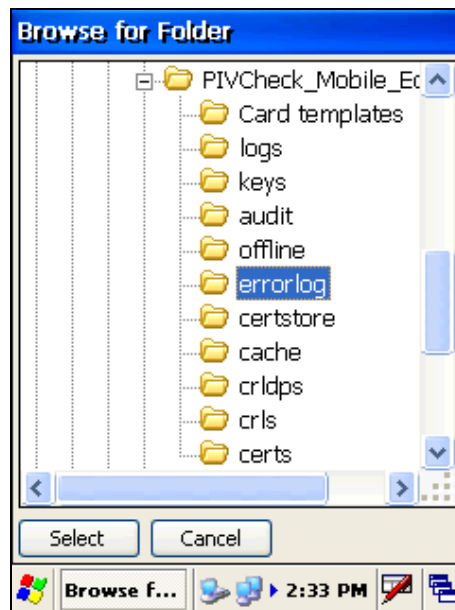 Browse for Folder
PIVCheck_Mobile_Ec
Card templates
logs
keys
audit
offline
errorlog
certstore
cache
crldps
crls
certs
Select Cancel
Browse f... 2:33 PM